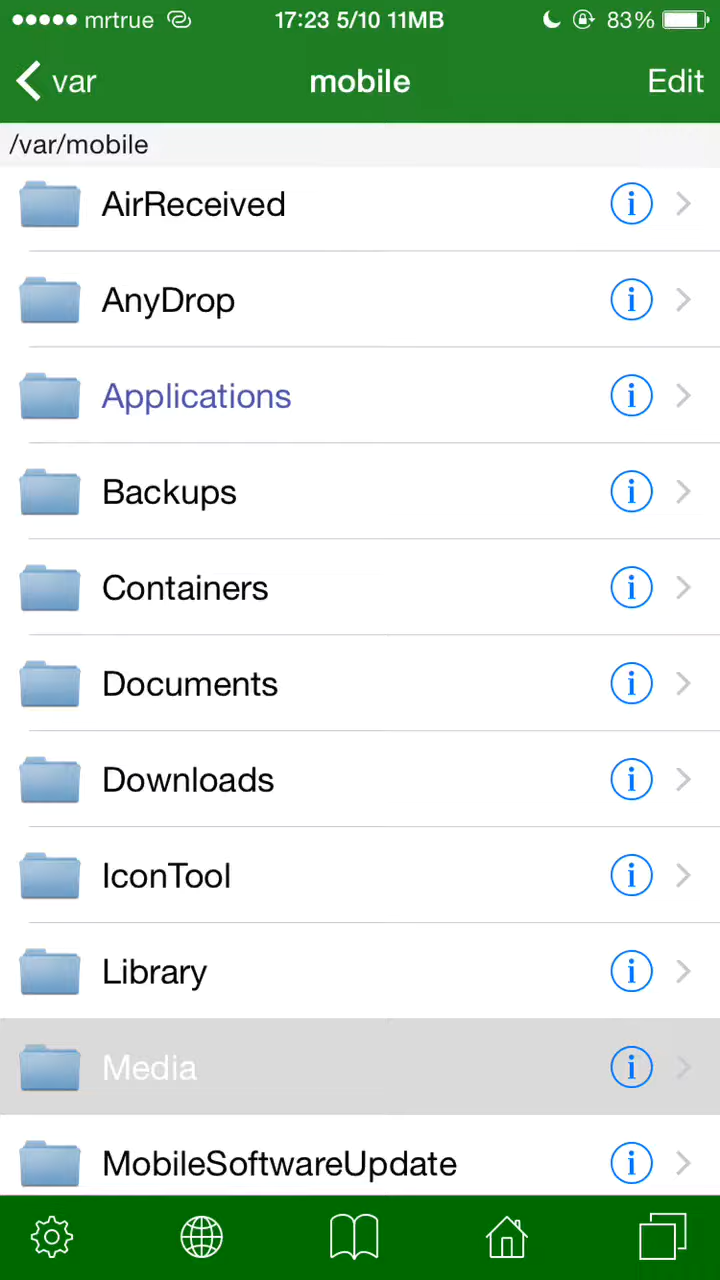 mrtrue 17:23 5/10 11MB 83%
var mobile Edit
/var/mobile
AirReceived
AnyDrop
Applications
Backups
Containers
Documents
Downloads
IconTool
Library
Media
MobileSoftwareUpdate